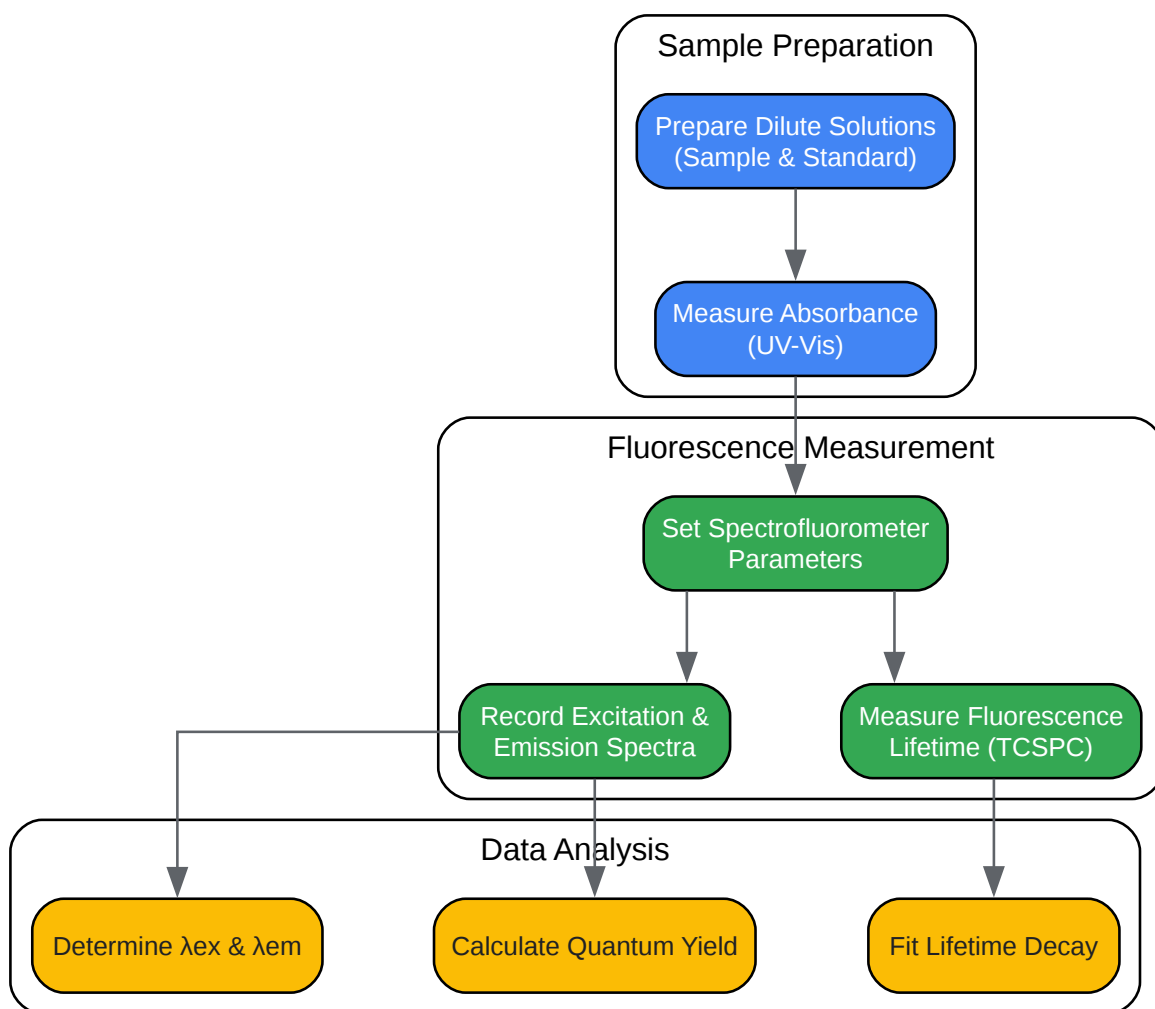 Sample Preparation
Prepare Dilute Solutions
(Sample & Standard)
Measure Absorbance
(UV-Vis)
Fluorescence Measurement
Set Spectrofluorometer
Parameters
Record Excitation &
Emission Spectra
Measure Fluorescence
Lifetime (TCSPC)
Data Analysis
Determine λex & λem
Calculate Quantum Yield
Fit Lifetime Decay